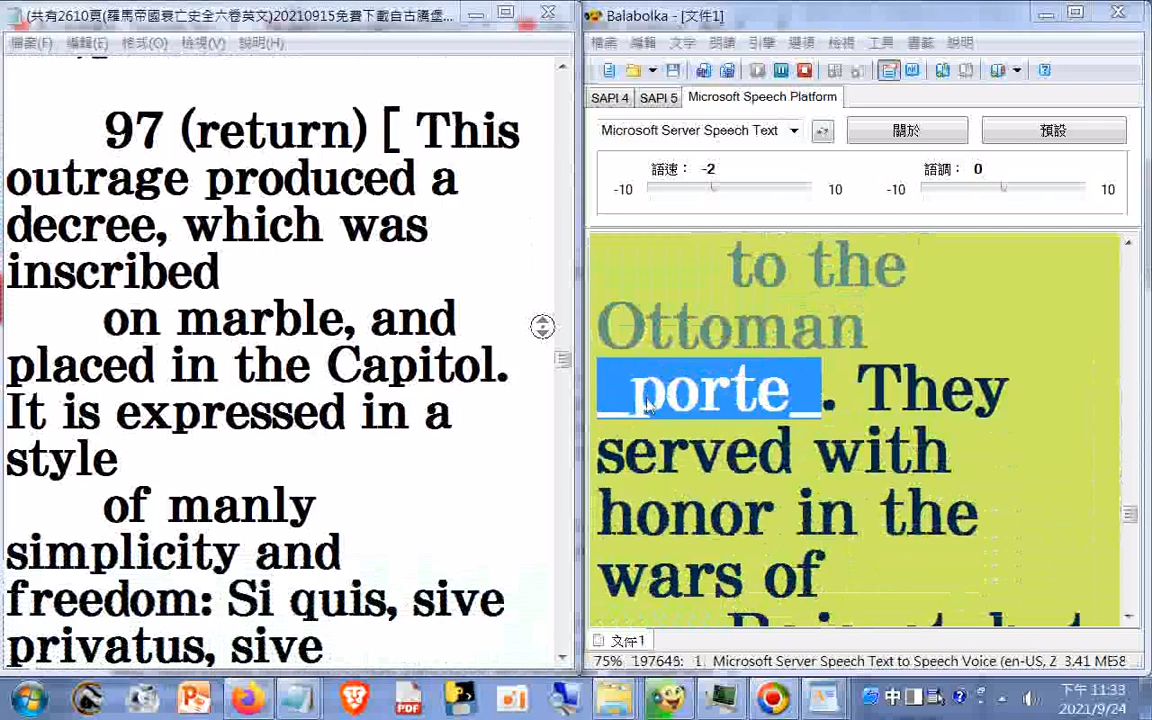 (共有2610頁(羅馬帝國衰亡史全六卷英文)20210915免費下載自古騰堡...
檔案(F) 編輯(E) 格式(O) 檢視(V) 說明(H)
97 (return) [ This
outrage produced a
decree, which was
inscribed
on marble, and
placed in the Capitol.
It is expressed in a
style
of manly
simplicity and
freedom: Si quis, sive
privatus, sive
Balabolka - [文件1]
檔案 編輯 文字 朗讀 引擎 選項 檢視 工具 書籤 說明
SAPI 4 SAPI 5 Microsoft Speech Platform
Microsoft Server Speech Text 關於 預設
語速： -2 語調： 0
-10 10 -10 10
to the
Ottoman
_porte_. They
served with
honor in the
wars of
文件1
75% 197648: 1 Microsoft Server Speech Text to Speech Voice (en-US, Z 3.41 ME58
中
下午 11:33
2021/9/24